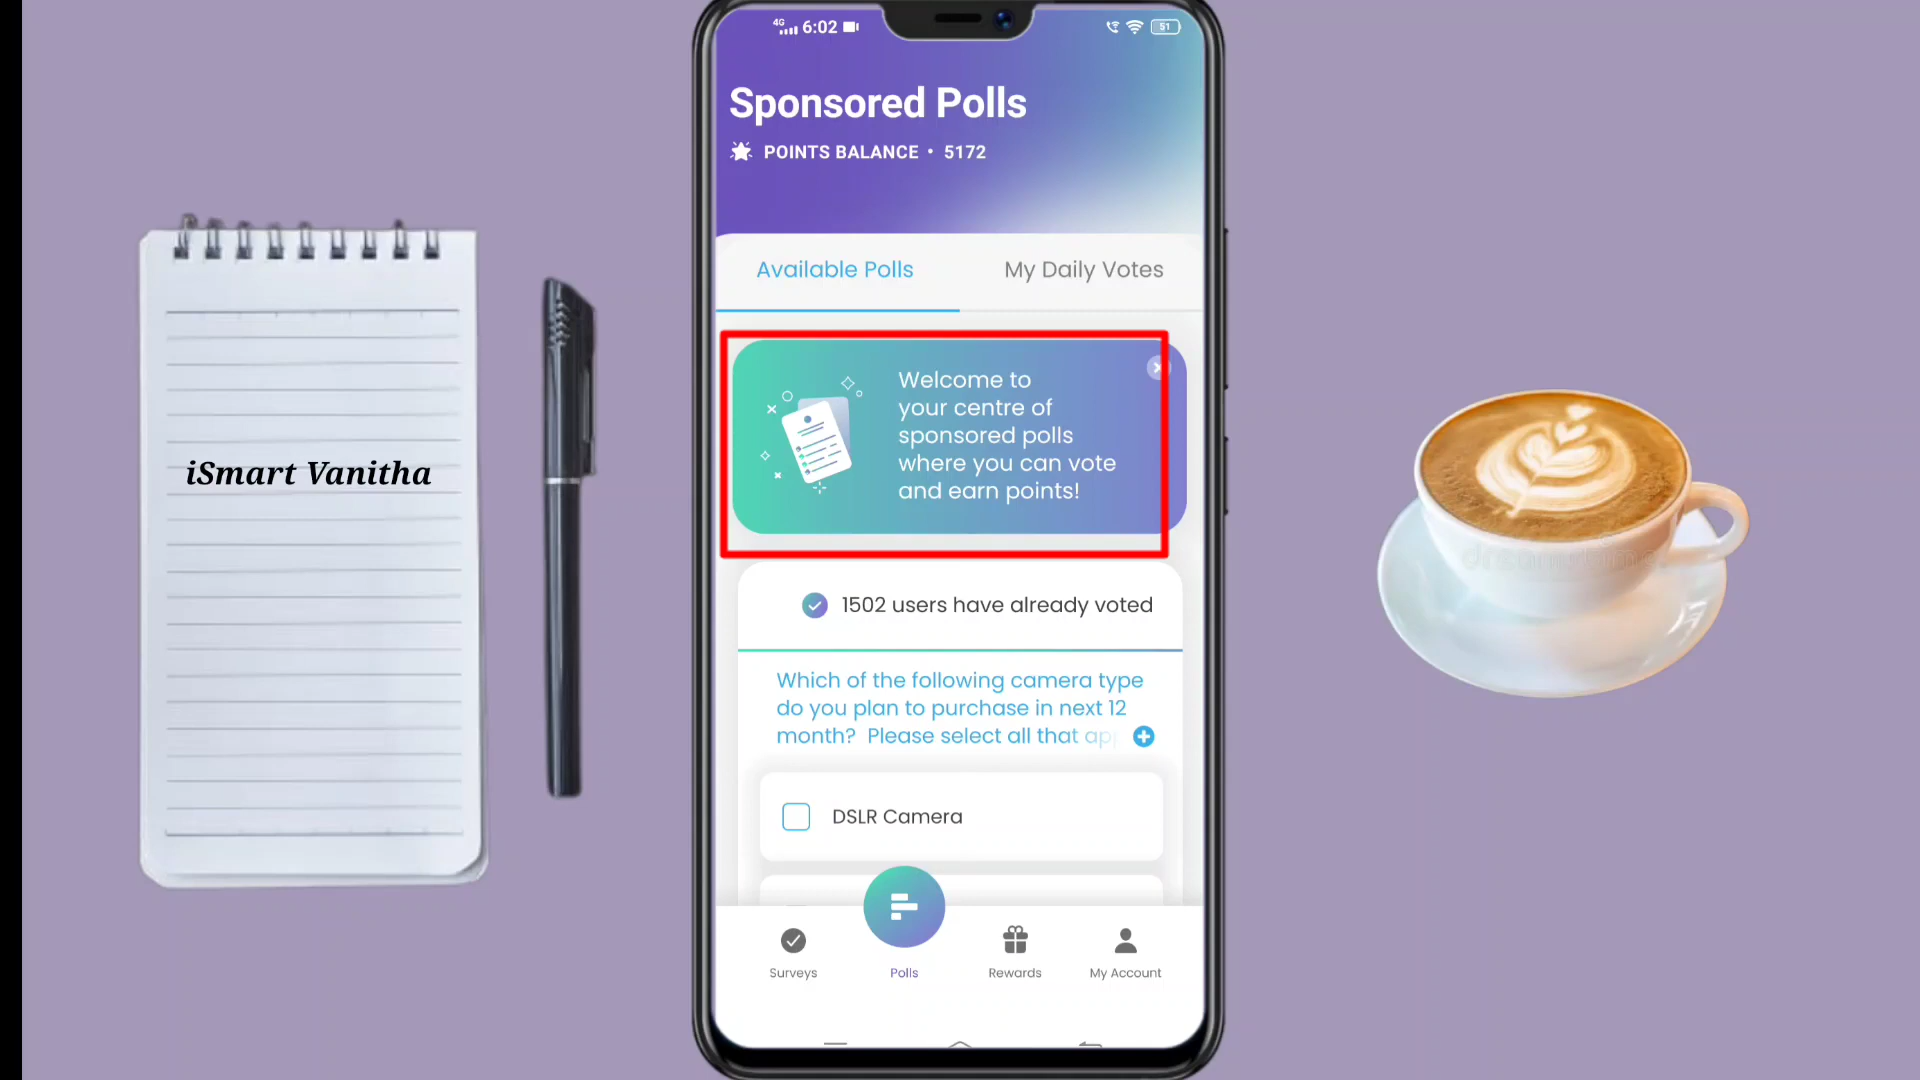 4G 6:02 51
Sponsored Polls
POINTS BALANCE • 5172
Available Polls
My Daily Votes
Welcome to
your centre of
sponsored polls
where you can vote
and earn points!
1502 users have already voted
Which of the following camera type
do you plan to purchase in next 12
month? Please select all that app
DSLR Camera
Surveys
Polls
Rewards
My Account
iSmart Vanitha
dreamstime